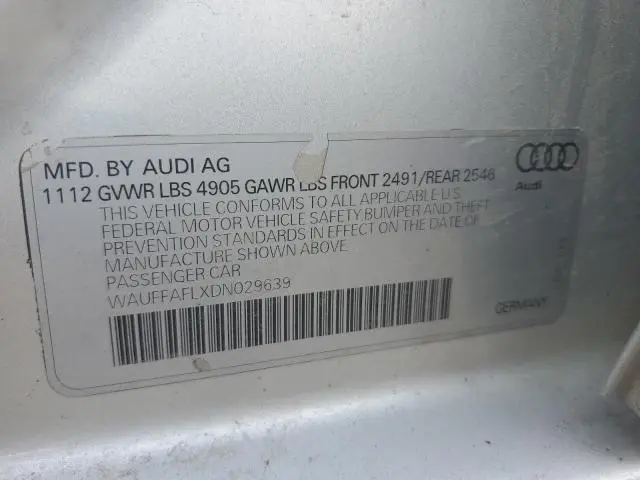 MFD. BY AUDI AG
1112 GVWR LBS 4905 GAWR LBS FRONT 2491/REAR 2546
THIS VEHICLE CONFORMS TO ALL APPLICABLE U.S.
FEDERAL MOTOR VEHICLE SAFETY BUMPER AND THEFT
PREVENTION STANDARDS IN EFFECT ON THE DATE OF
MANUFACTURE SHOWN ABOVE
PASSENGER CAR
WAUFFAFLXDN029639
Audi
GERMANY